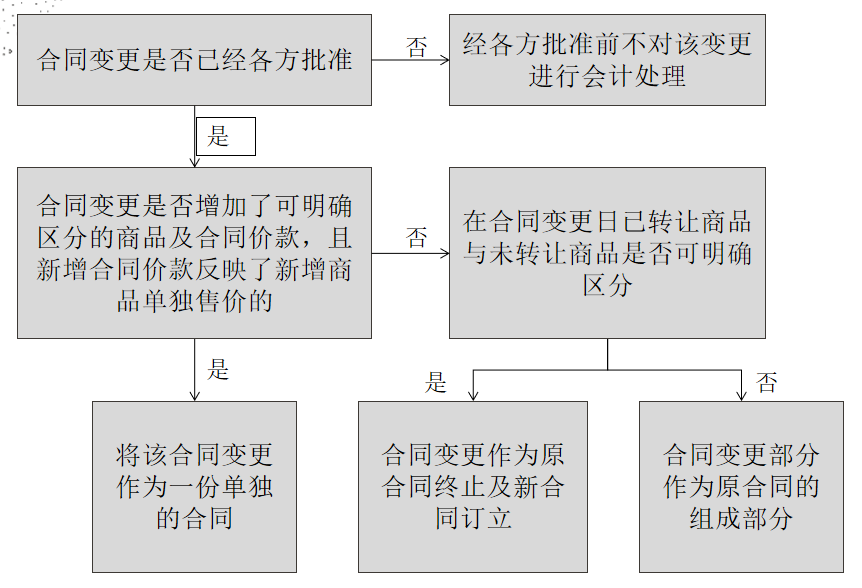 合同变更是否已经各方批准
否
经各方批准前不对该变更
进行会计处理
是
合同变更是否增加了可明确
区分的商品及合同价款，且
新增合同价款反映了新增商
品单独售价的
否
在合同变更日已转让商品
与未转让商品是否可明确
区分
是
是
否
将该合同变更
作为一份单独
的合同
合同变更作为原
合同终止及新合
同订立
合同变更部分
作为原合同的
组成部分